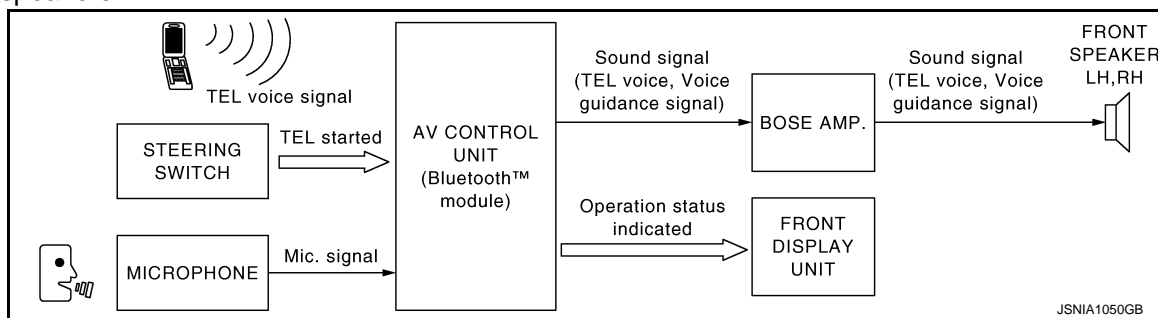 TEL voice signal
STEERING
SWITCH
TEL started
MICROPHONE
Mic. signal
AV CONTROL
UNIT
(Bluetooth™
module)
Sound signal
(TEL voice, Voice
guidance signal)
BOSE AMP.
Sound signal
(TEL voice, Voice
guidance signal)
FRONT
SPEAKER
LH,RH
Operation status
indicated
FRONT
DISPLAY
UNIT
JSNIA1050GB